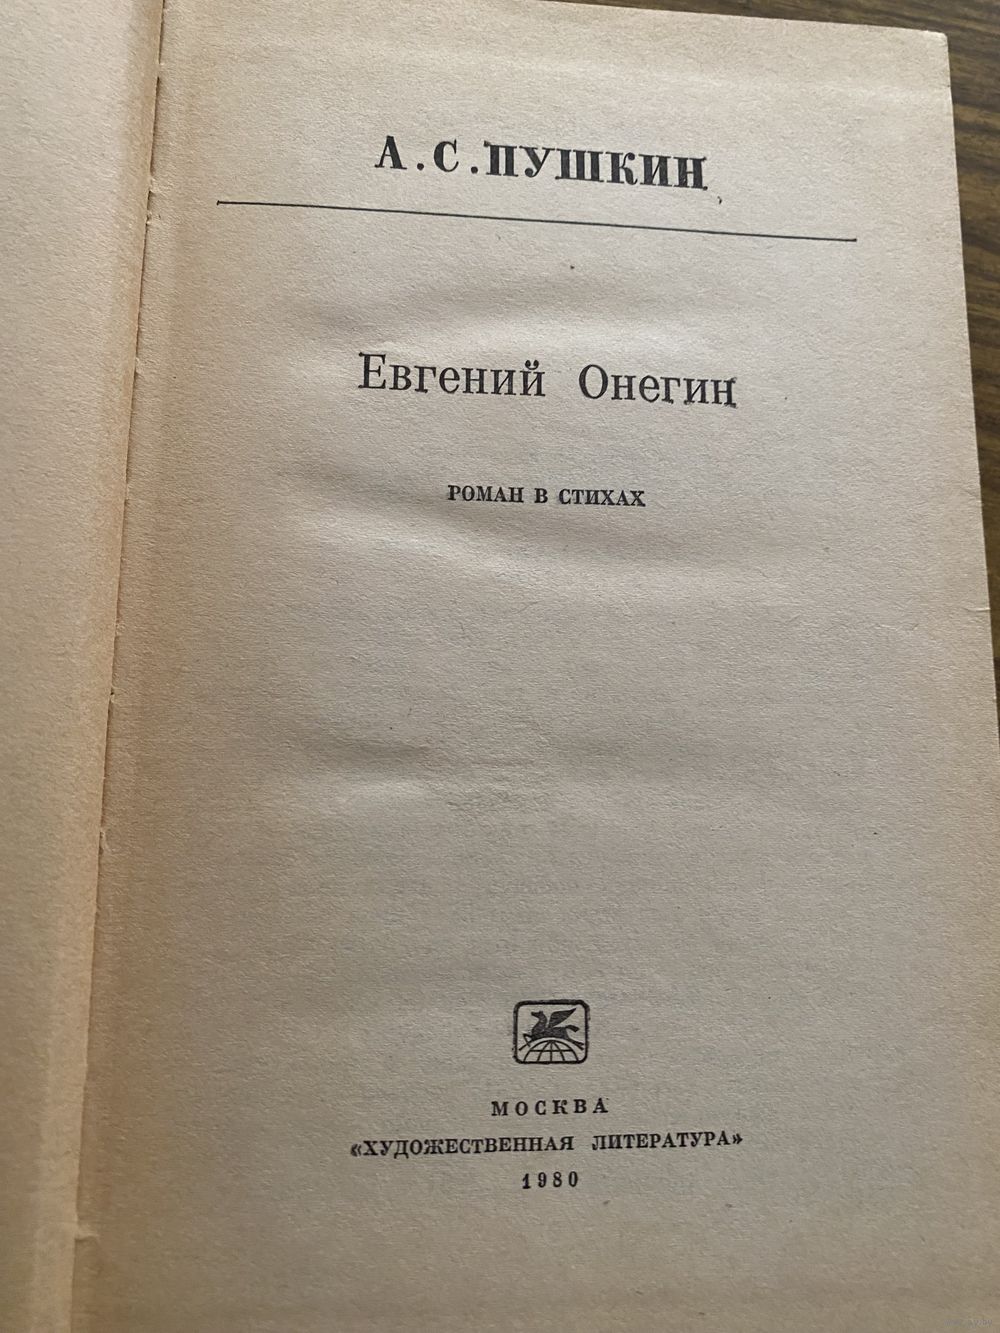 А.С.ПУШКИН
Евгений Онегин
РОМАН В СТИХАХ
МОСКВА
«ХУДОЖЕСТВЕННАЯ ЛИТЕРАТУРА»
1980